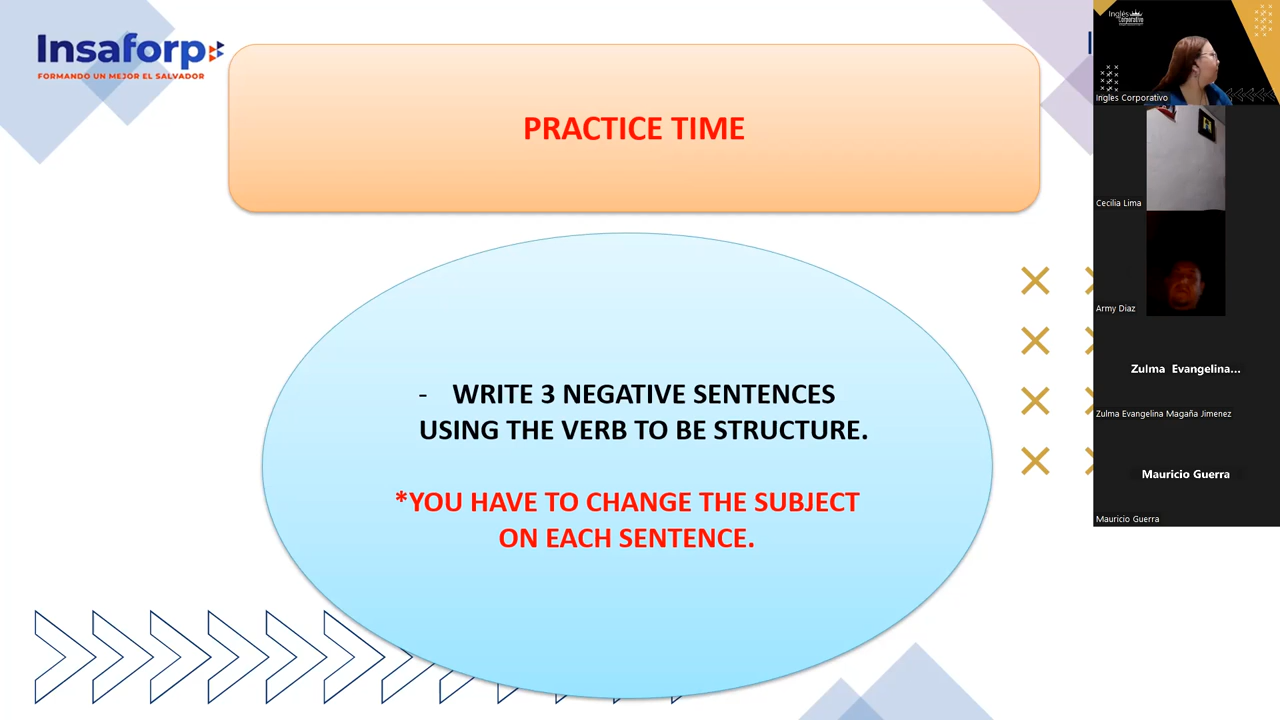 Insaforp
FORMANDO UN MEJOR EL SALVADOR
PRACTICE TIME
- WRITE 3 NEGATIVE SENTENCES
USING THE VERB TO BE STRUCTURE.
*YOU HAVE TO CHANGE THE SUBJECT
ON EACH SENTENCE.
Inglés
Corporativo
Ingles Corporativo
Cecilia Lima
Army Diaz
Zulma Evangelina...
Zulma Evangelina Magaña Jimenez
Mauricio Guerra
Mauricio Guerra